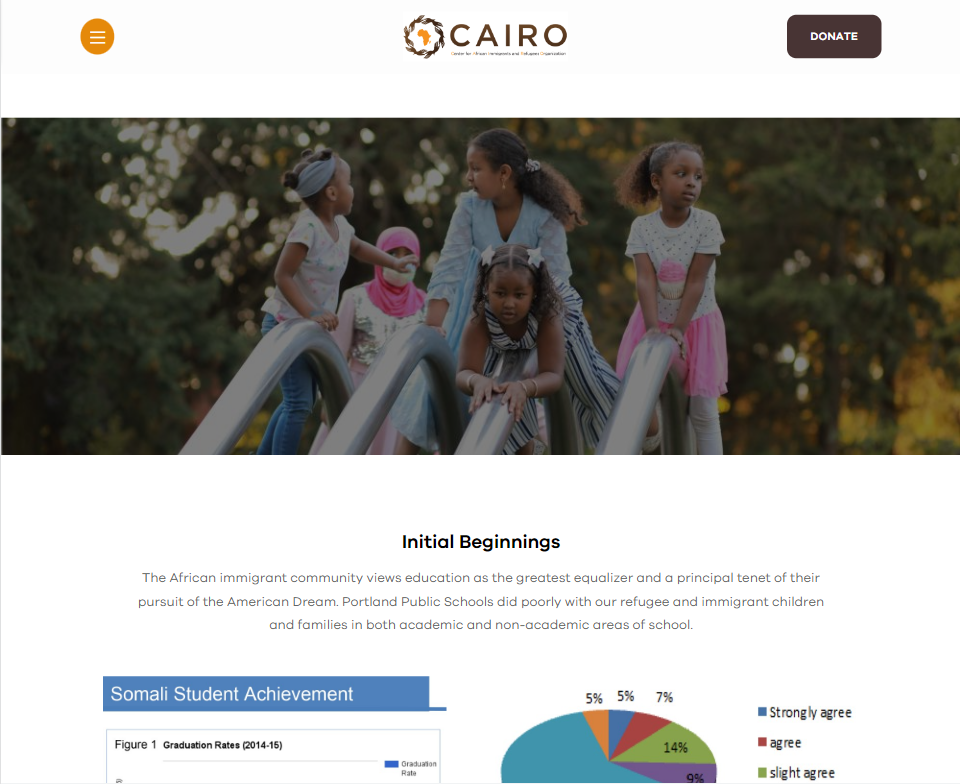 CAIRO
Center for African Immigrants and Refugees Organization
DONATE
Initial Beginnings
The African immigrant community views education as the greatest equalizer and a principal tenet of their
pursuit of the American Dream. Portland Public Schools did poorly with our refugee and immigrant children
and families in both academic and non-academic areas of school.
Somali Student Achievement
Figure 1 Graduation Rates (2014-15)
Graduation
Rate
5% 5% 7%
14%
9%
Strongly agree
agree
slight agree